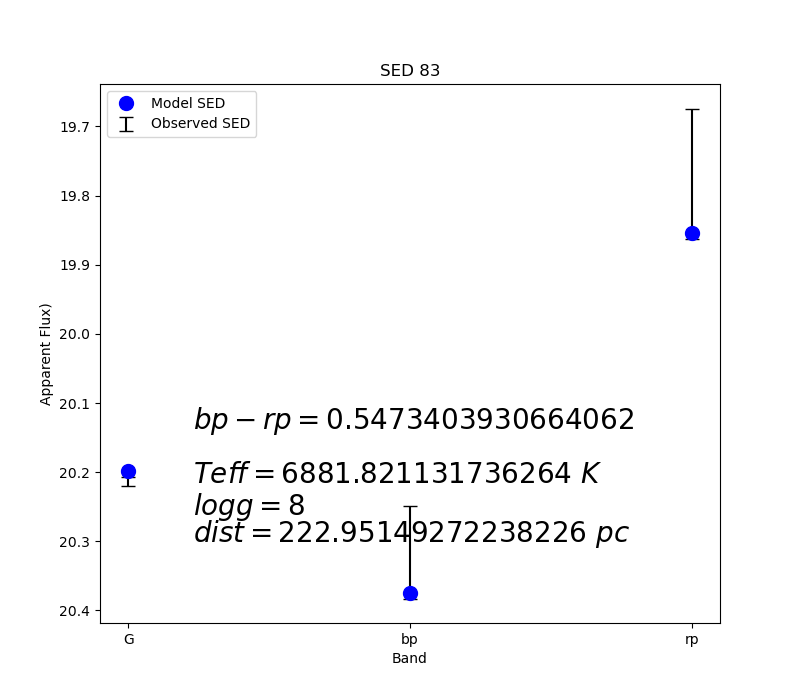 SED 83
Model SED
Observed SED
19.7
19.8
19.9
20.0
20.1
20.2
20.3
20.4
Apparent Flux)
bp − rp = 0.5473403930664062
Teff = 6881.821131736264 K
logg = 8
dist = 222.95149272238226 pc
G bp rp
Band